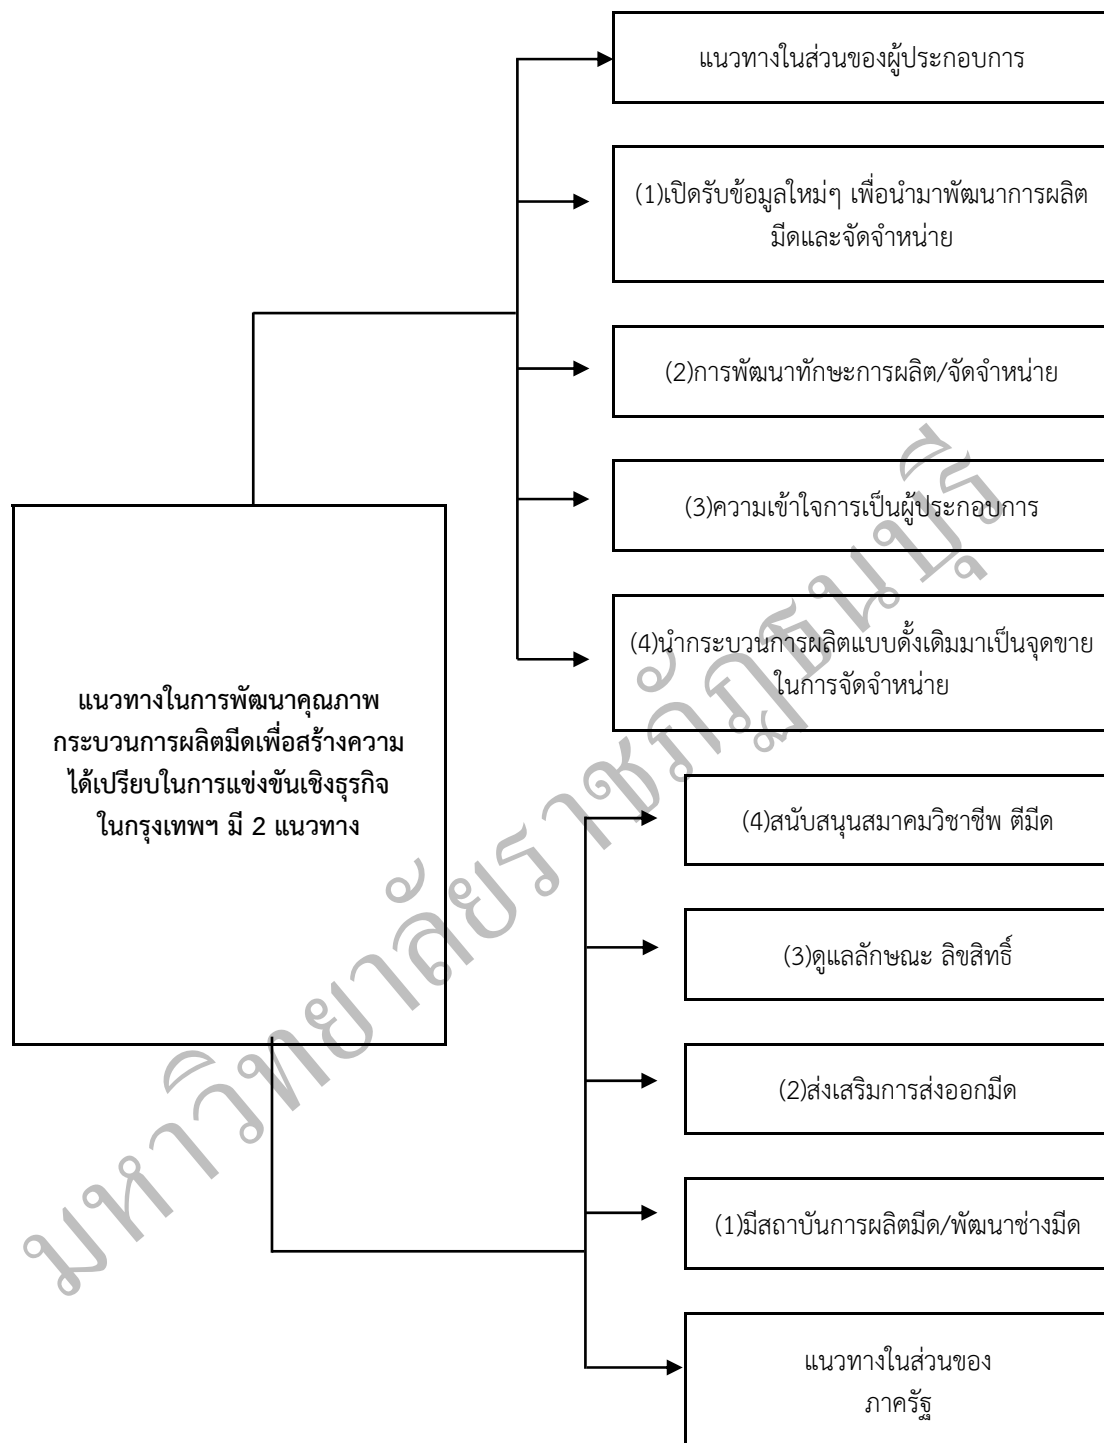 แนวทางในส่วนของผู้ประกอบการ
(1)เปิดรับข้อมูลใหม่ๆ เพื่อนำมาพัฒนาการผลิต
มีดและจัดจำหน่าย
(2)การพัฒนาทักษะการผลิต/จัดจำหน่าย
(3)ความเข้าใจการเป็นผู้ประกอบการ
(4)นำกระบวนการผลิตแบบดั้งเดิมมาเป็นจุดขาย
ในการจัดจำหน่าย
แนวทางในการพัฒนาคุณภาพ
กระบวนการผลิตมีดเพื่อสร้างความ
ได้เปรียบในการแข่งขันเชิงธุรกิจ
ในกรุงเทพฯ มี 2 แนวทาง
(4)สนับสนุนสมาคมวิชาชีพ ตีมีด
(3)ดูแลลักษณะ ลิขสิทธิ์
(2)ส่งเสริมการส่งออกมีด
(1)มีสถาบันการผลิตมีด/พัฒนาช่างมีด
แนวทางในส่วนของ
ภาครัฐ
มหาวิทยาลัยราชภัฏธนบุรี